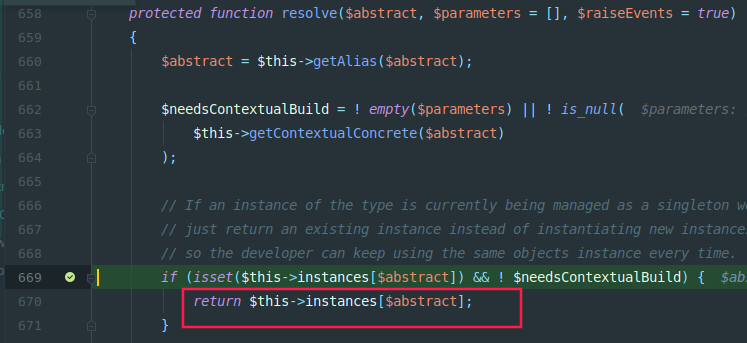 658 protected function resolve($abstract, $parameters = [], $raiseEvents = true)
659 {
660 $abstract = $this->getAlias($abstract);
661
662 $needsContextualBuild = ! empty($parameters) || ! is_null( $parameters:
663 $this->getContextualConcrete($abstract)
664 );
665
666 // If an instance of the type is currently being managed as a singleton we
667 // just return an existing instance instead of instantiating new instance
668 // so the developer can keep using the same objects instance every time.
669 if (isset($this->instances[$abstract]) && ! $needsContextualBuild) { $abs
670 return $this->instances[$abstract];
671 }